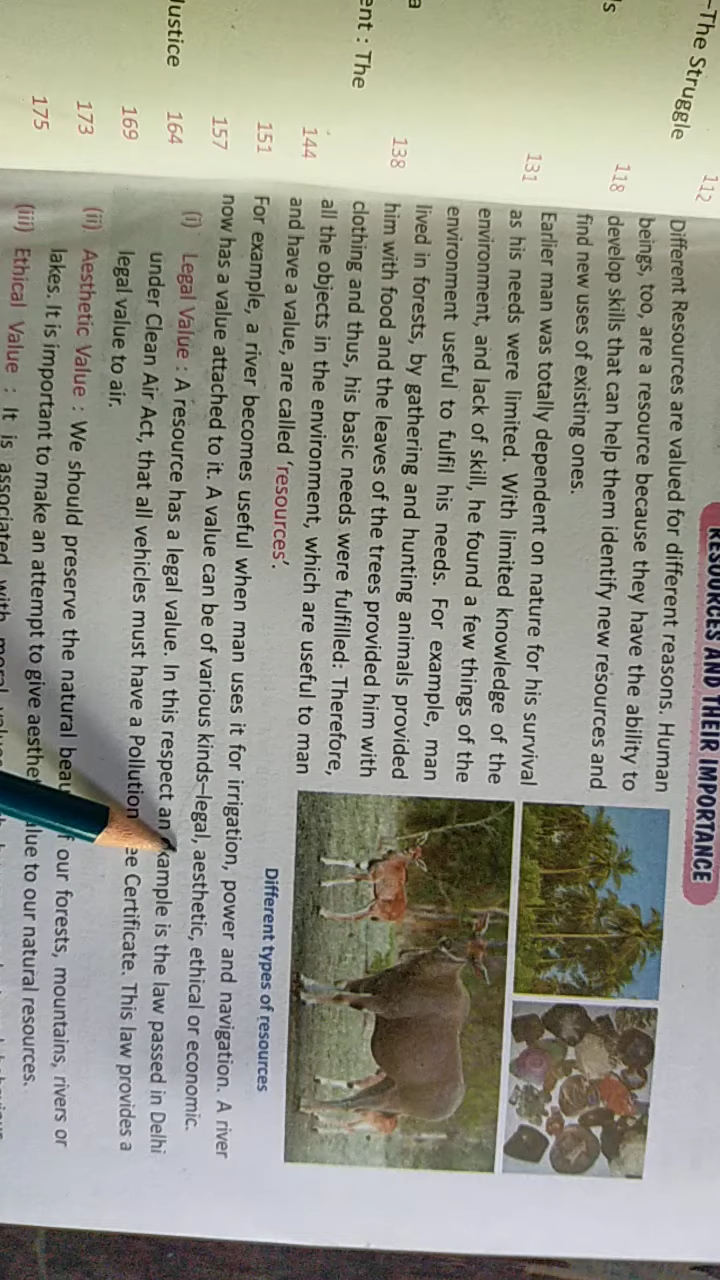 –The Struggle
112
118
131
ent : The
138
144
151
157
Justice
164
169
173
175
RESOURCES AND THEIR IMPORTANCE
Different Resources are valued for different reasons. Human
beings, too, are a resource because they have the ability to
develop skills that can help them identify new resources and
find new uses of existing ones.
Earlier man was totally dependent on nature for his survival
as his needs were limited. With limited knowledge of the
environment, and lack of skill, he found a few things of the
environment useful to fulfil his needs. For example, man
lived in forests, by gathering and hunting animals provided
him with food and the leaves of the trees provided him with
clothing and thus, his basic needs were fulfilled: Therefore,
all the objects in the environment, which are useful to man
and have a value, are called ‘resources’.
Different types of resources
For example, a river becomes useful when man uses it for irrigation, power and navigation. A river
now has a value attached to it. A value can be of various kinds–legal, aesthetic, ethical or economic.
(i) Legal Value : A resource has a legal value. In this respect an example is the law passed in Delhi
under Clean Air Act, that all vehicles must have a Pollution Certificate. This law provides a
legal value to air.
(ii) Aesthetic Value : We should preserve the natural our forests, mountains, rivers or
lakes. It is important to make an attempt to give to our natural resources.
(iii) Ethical Value : It is associated with moral